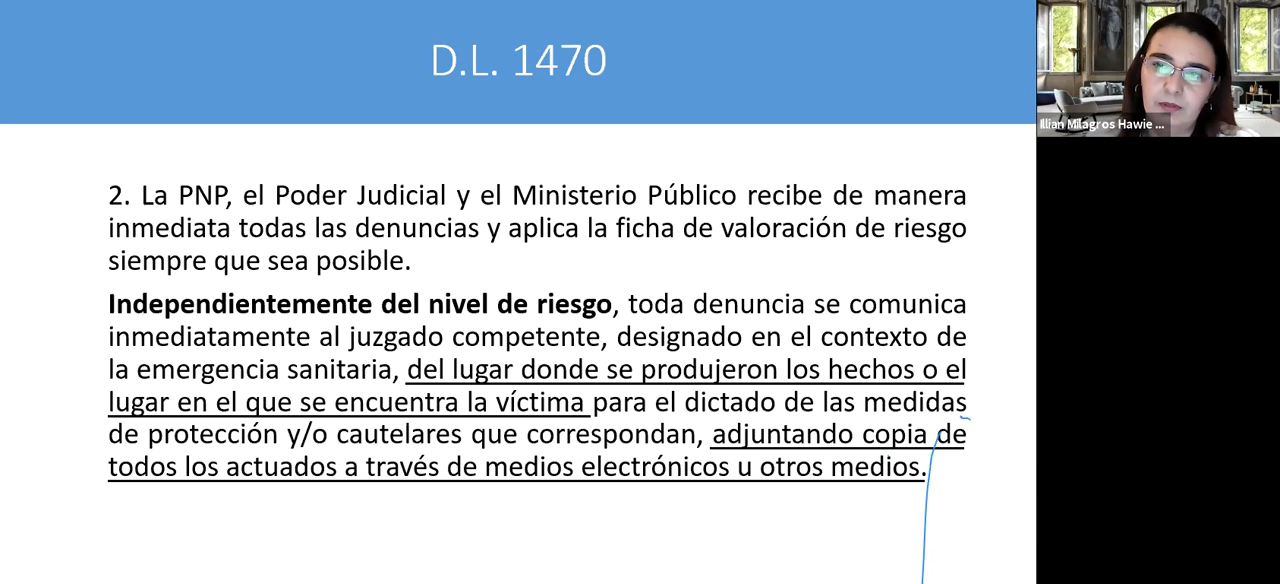 D.L. 1470
2. La PNP, el Poder Judicial y el Ministerio Público recibe de manera
inmediata todas las denuncias y aplica la ficha de valoración de riesgo
siempre que sea posible.
Independientemente del nivel de riesgo, toda denuncia se comunica
inmediatamente al juzgado competente, designado en el contexto de
la emergencia sanitaria, del lugar donde se produjeron los hechos o el
lugar en el que se encuentra la víctima para el dictado de las medidas
de protección y/o cautelares que correspondan, adjuntando copia de
todos los actuados a través de medios electrónicos u otros medios.
Illian Milagros Hawie ...